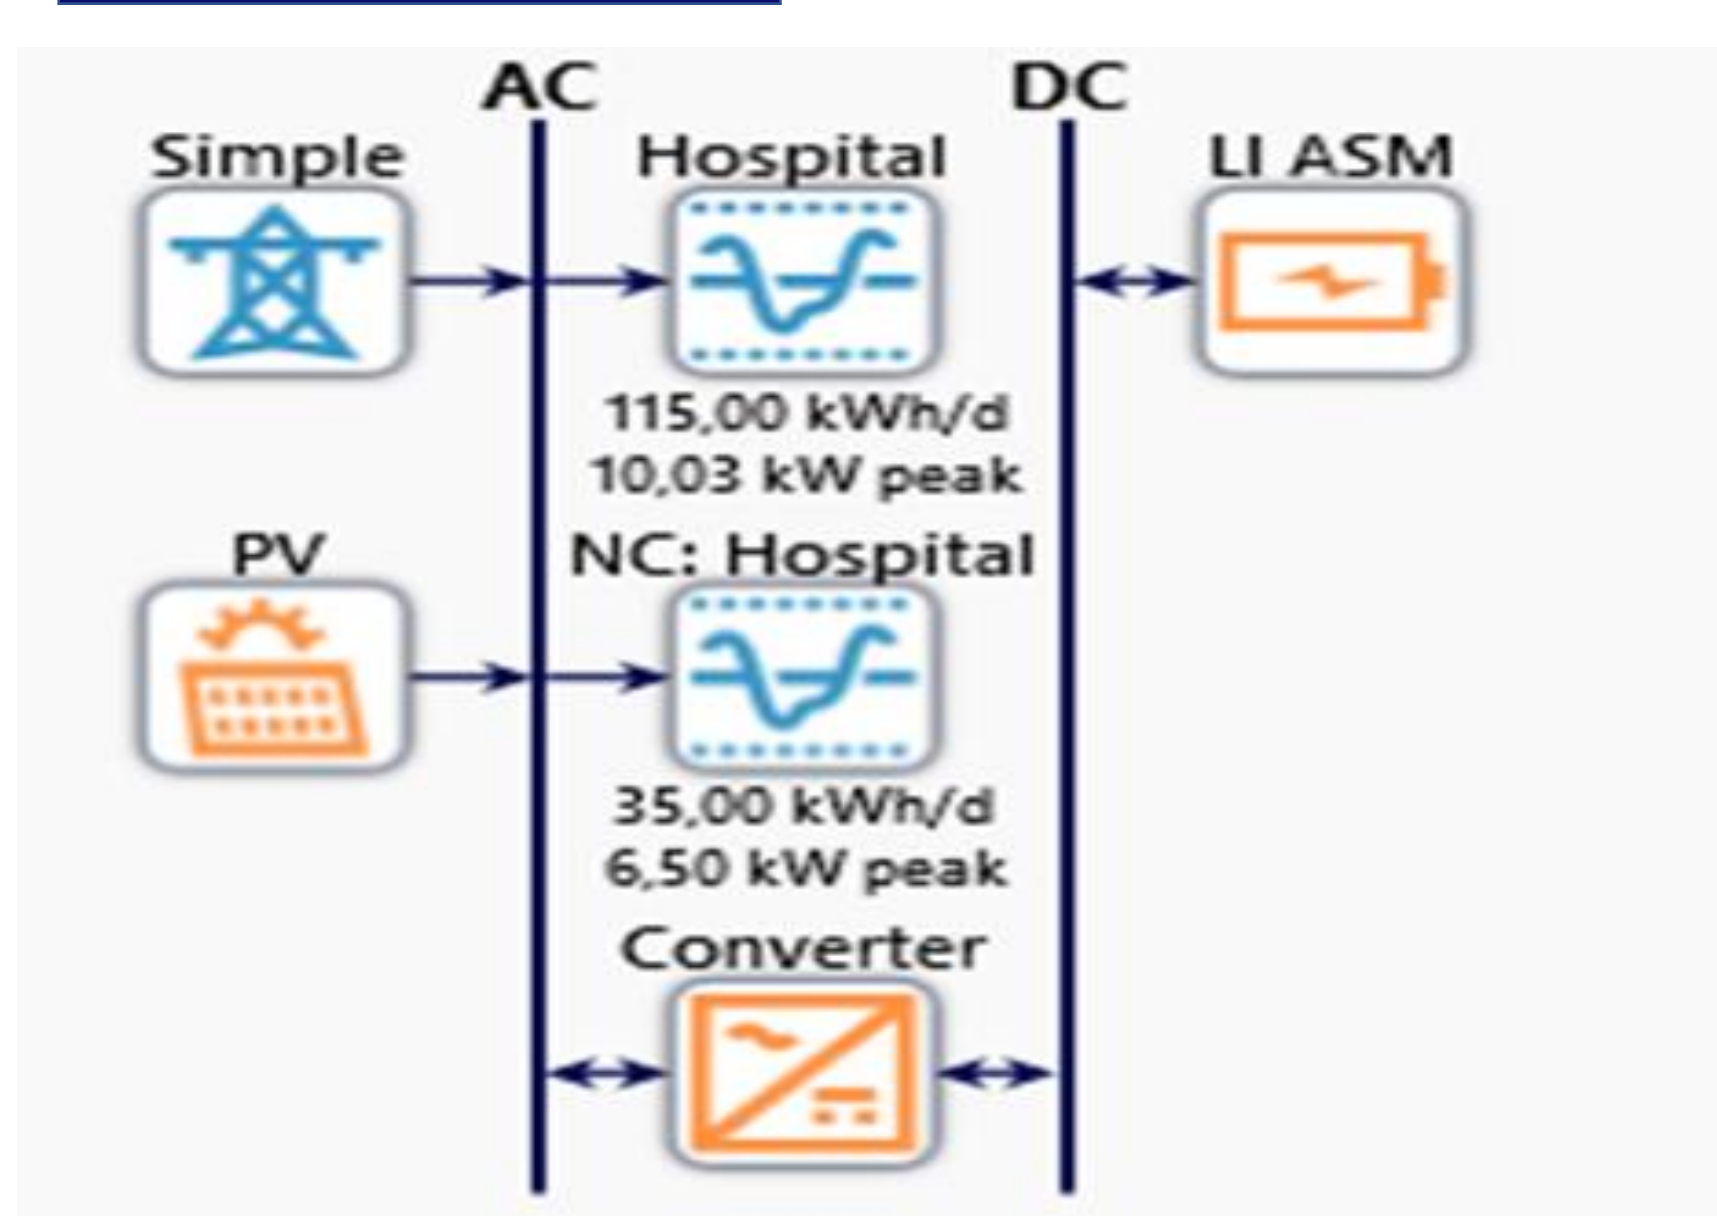 AC
DC
Simple
Hospital
LI ASM
115,00 kWh/d
10,03 kW peak
PV
NC: Hospital
35,00 kWh/d
6,50 kW peak
Converter